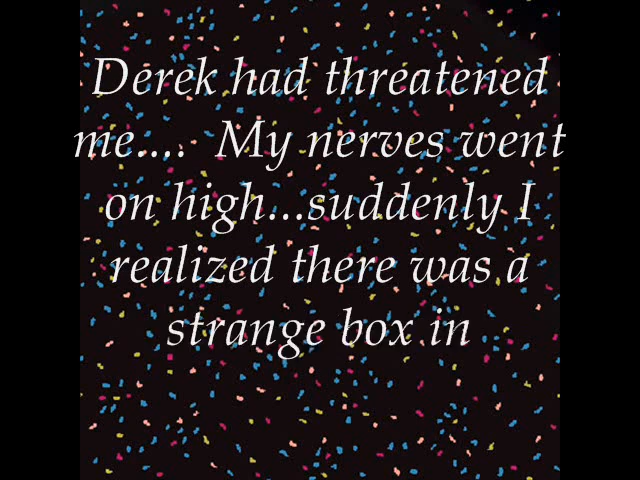 Derek had threatened
me.... My nerves went
on high...suddenly I
realized there was a
strange box in